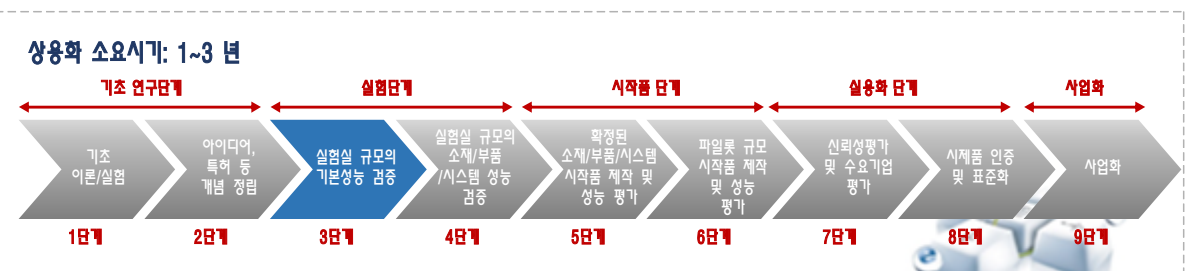 상용화 소요시기: 1~3 년
기초 연구단계
실험단계
시작품 단계
실용화 단계
사업화
기초
이론/실험
아이디어,
특허 등
개념 정립
실험실 규모의
기본성능 검증
실험실 규모의
소재/부품
/시스템 성능
검증
확정된
소재/부품/시스템
시작품 제작 및
성능 평가
파일롯 규모
시작품 제작
및 성능
평가
신뢰성평가
및 수요기업
평가
시제품 인증
및 표준화
사업화
1단계
2단계
3단계
4단계
5단계
6단계
7단계
8단계
9단계